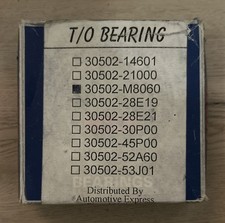 T/O BEARING
30502-14601
30502-21000
30502-M8060
30502-28E19
30502-28E21
30502-30P00
30502-45P00
30502-52A60
30502-53J01
BEARINGS
Distributed By
Automotive Express